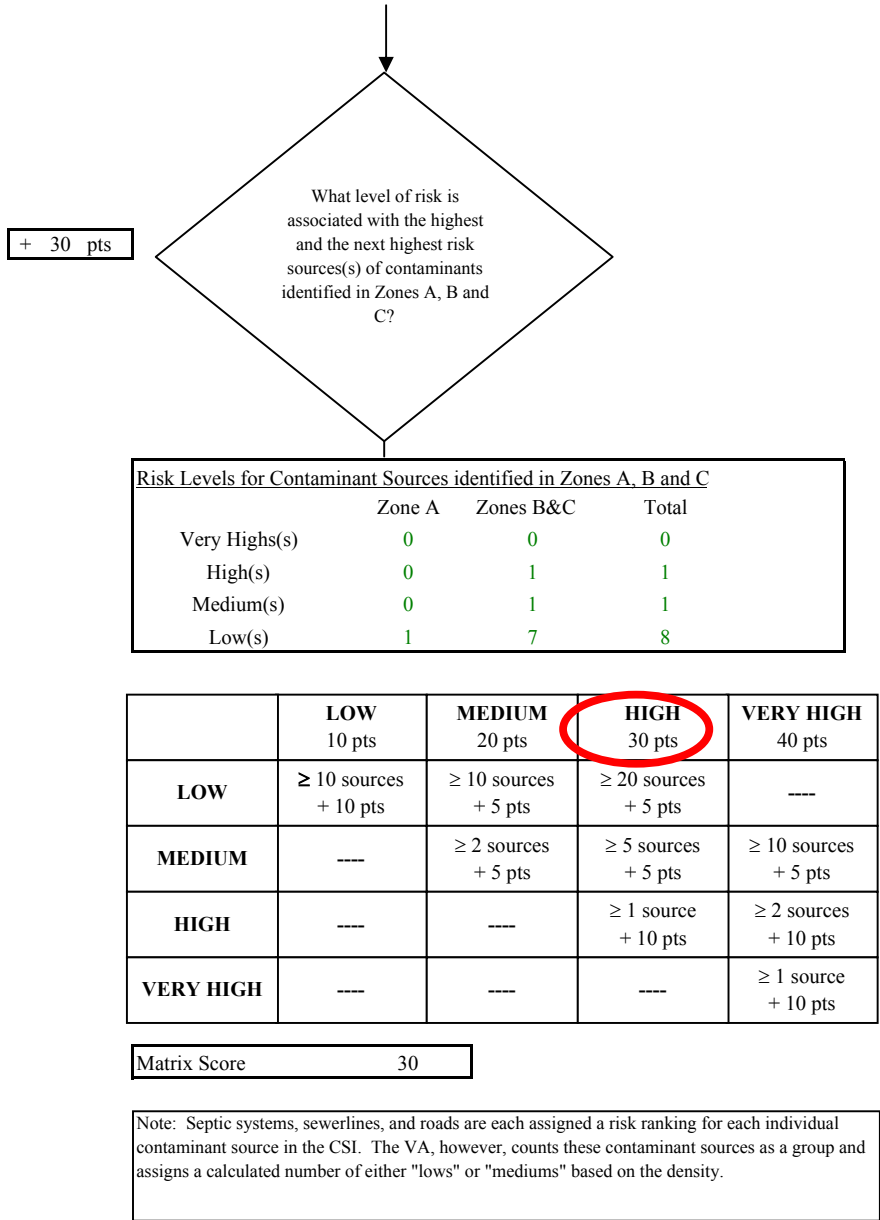 What level of risk is
associated with the highest
and the next highest risk
sources(s) of contaminants
identified in Zones A, B and
C?
+ 30 pts
Risk Levels for Contaminant Sources identified in Zones A, B and C
Zone A Zones B&C Total
Very Highs(s) 0 0 0
High(s) 0 1 1
Medium(s) 0 1 1
Low(s) 1 7 8
LOW MEDIUM HIGH VERY HIGH
10 pts 20 pts 30 pts 40 pts
LOW ≥ 10 sources ≥ 10 sources ≥ 20 sources ----
+ 10 pts + 5 pts + 5 pts
MEDIUM ---- ≥ 2 sources ≥ 5 sources ≥ 10 sources
+ 5 pts + 5 pts + 5 pts
HIGH ---- ---- ≥ 1 source ≥ 2 sources
+ 10 pts + 10 pts
VERY HIGH ---- ---- ---- ≥ 1 source
+ 10 pts
Matrix Score 30
Note: Septic systems, sewerlines, and roads are each assigned a risk ranking for each individual
contaminant source in the CSI. The VA, however, counts these contaminant sources as a group and
assigns a calculated number of either "lows" or "mediums" based on the density.